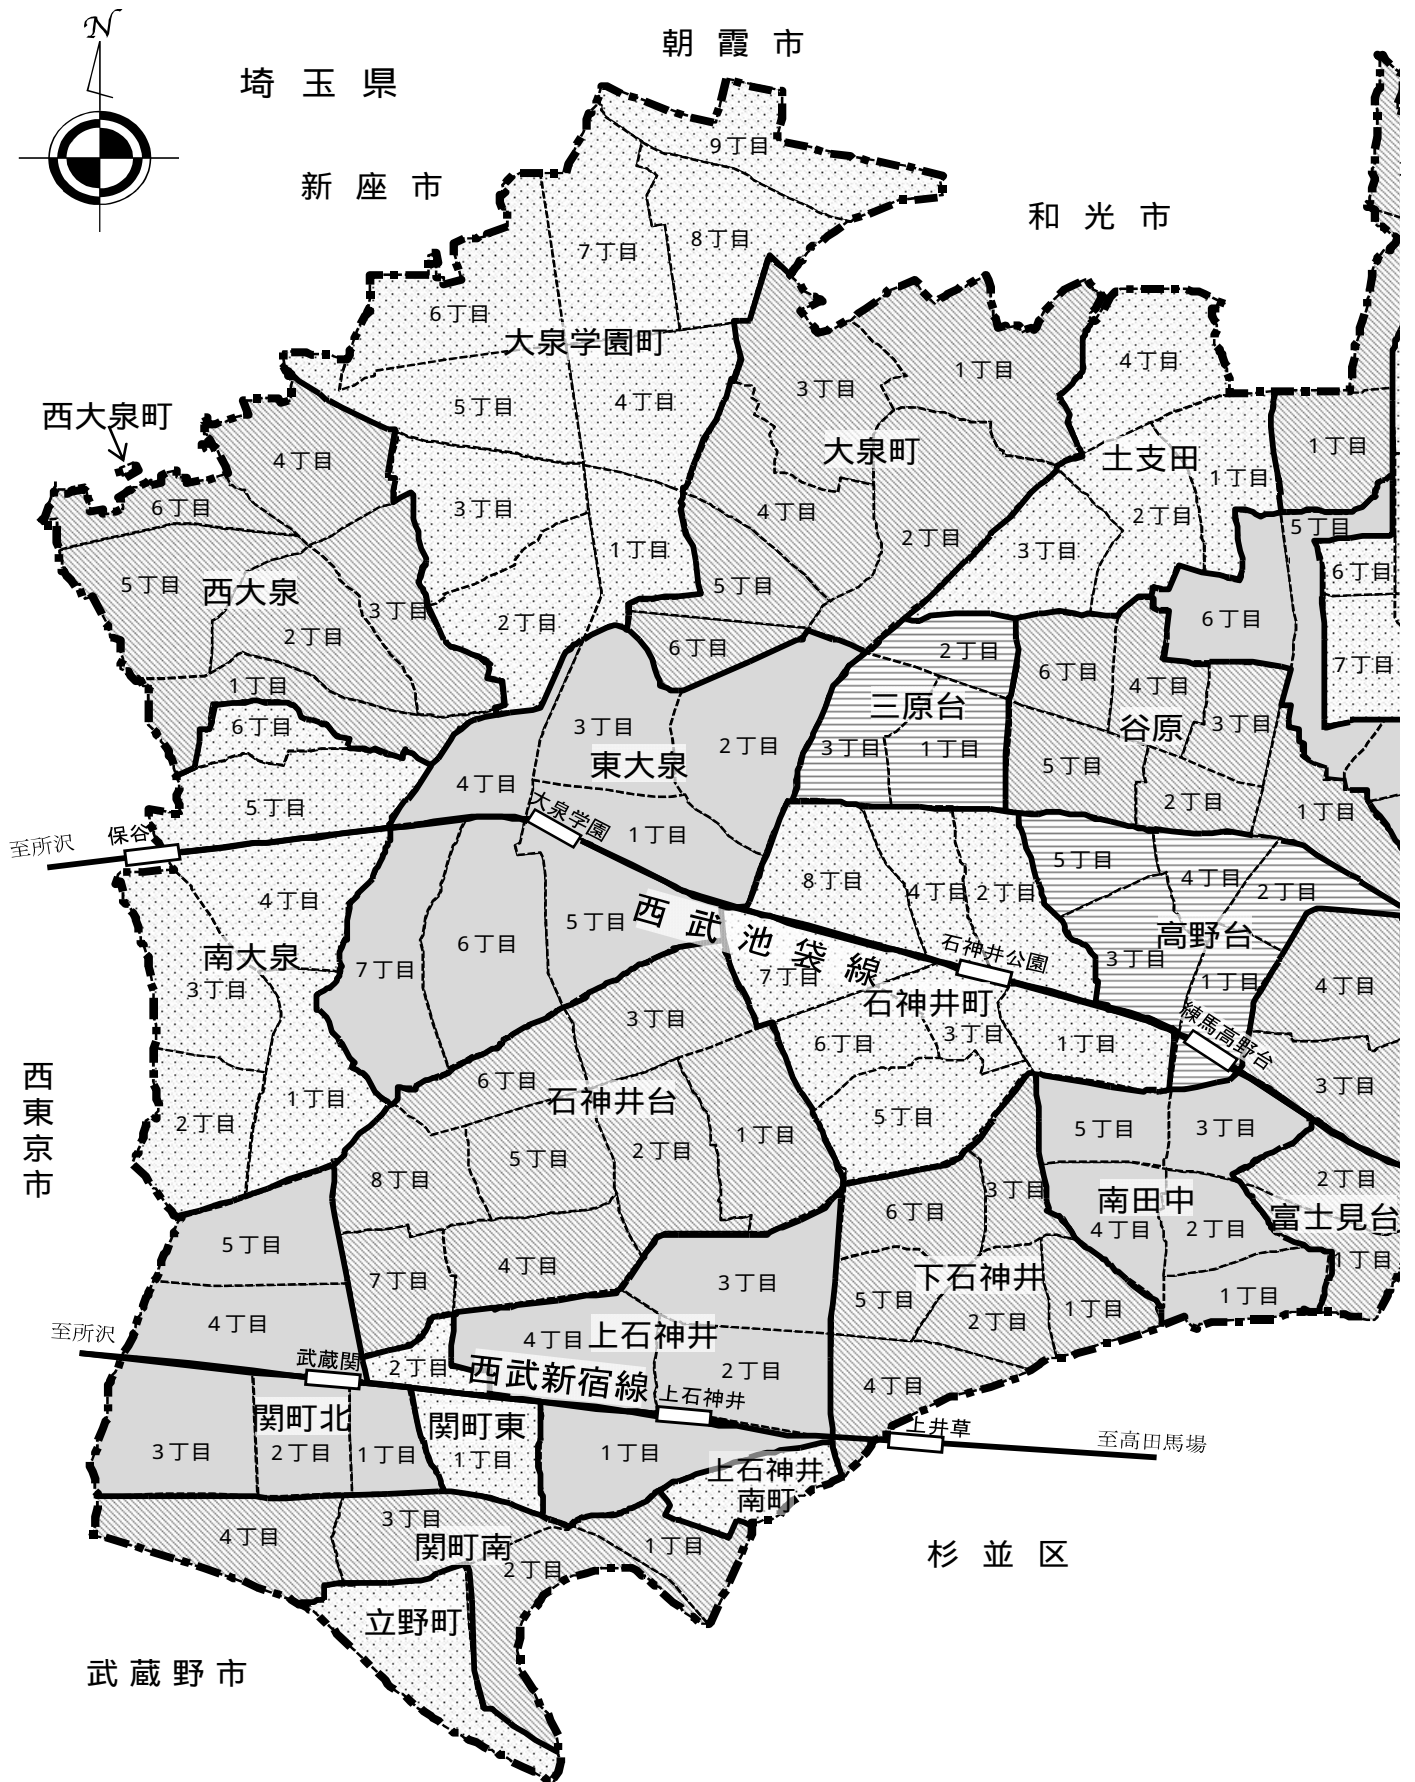 N
朝霞市
埼玉県
新座市
和光市
9丁目
7丁目
8丁目
6丁目
大泉学園町
5丁目
4丁目
3丁目
1丁目
2丁目
西大泉町
4丁目
6丁目
5丁目
西大泉
3丁目
2丁目
1丁目
3丁目
1丁目
大泉町
4丁目
2丁目
5丁目
6丁目
4丁目
土支田
1丁目
2丁目
3丁目
1丁目
5丁目
6丁目
6丁目
7丁目
2丁目
三原台
3丁目
1丁目
6丁目
4丁目
谷原
3丁目
5丁目
2丁目
1丁目
6丁目
5丁目
4丁目
南大泉
3丁目
2丁目
1丁目
3丁目
東大泉
2丁目
4丁目
1丁目
5丁目
6丁目
7丁目
至所沢
保谷
大泉学園
西武池袋線
石神井公園
練馬高野台
8丁目
4丁目
2丁目
7丁目
石神井町
6丁目
3丁目
1丁目
5丁目
5丁目
4丁目
2丁目
高野台
3丁目
1丁目
4丁目
3丁目
2丁目
富士見台
1丁目
西東京市
3丁目
6丁目
石神井台
5丁目
2丁目
1丁目
8丁目
7丁目
4丁目
5丁目
3丁目
南田中
4丁目
2丁目
1丁目
6丁目
3丁目
下石神井
5丁目
2丁目
1丁目
4丁目
5丁目
4丁目
至所沢
武蔵関
関町北
3丁目
2丁目
1丁目
2丁目
関町東
1丁目
3丁目
4丁目
上石神井
2丁目
西武新宿線
上石神井
1丁目
上井草
至高田馬場
上石神井
南町
3丁目
4丁目
関町南
2丁目
1丁目
立野町
杉並区
武蔵野市